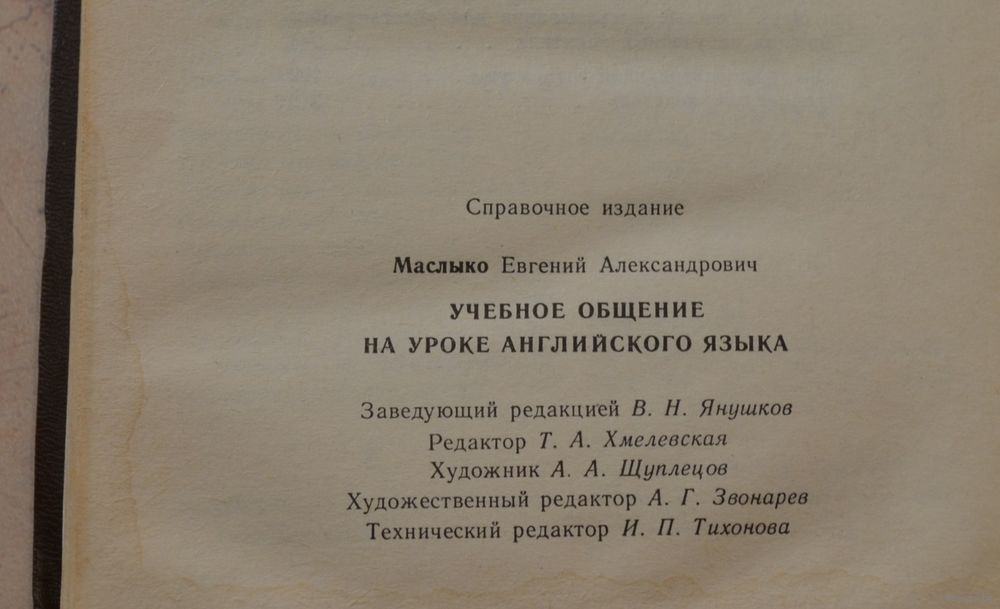 Справочное издание
Маслыко Евгений Александрович
УЧЕБНОЕ ОБЩЕНИЕ
НА УРОКЕ АНГЛИЙСКОГО ЯЗЫКА
Заведующий редакцией В. Н. Янушков
Редактор Т. А. Хмелевская
Художник А. А. Щуплецов
Художественный редактор А. Г. Звонарев
Технический редактор И. П. Тихонова